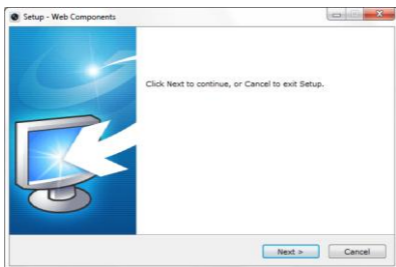 Setup - Web Components
Click Next to continue, or Cancel to exit Setup.
Next >
Cancel